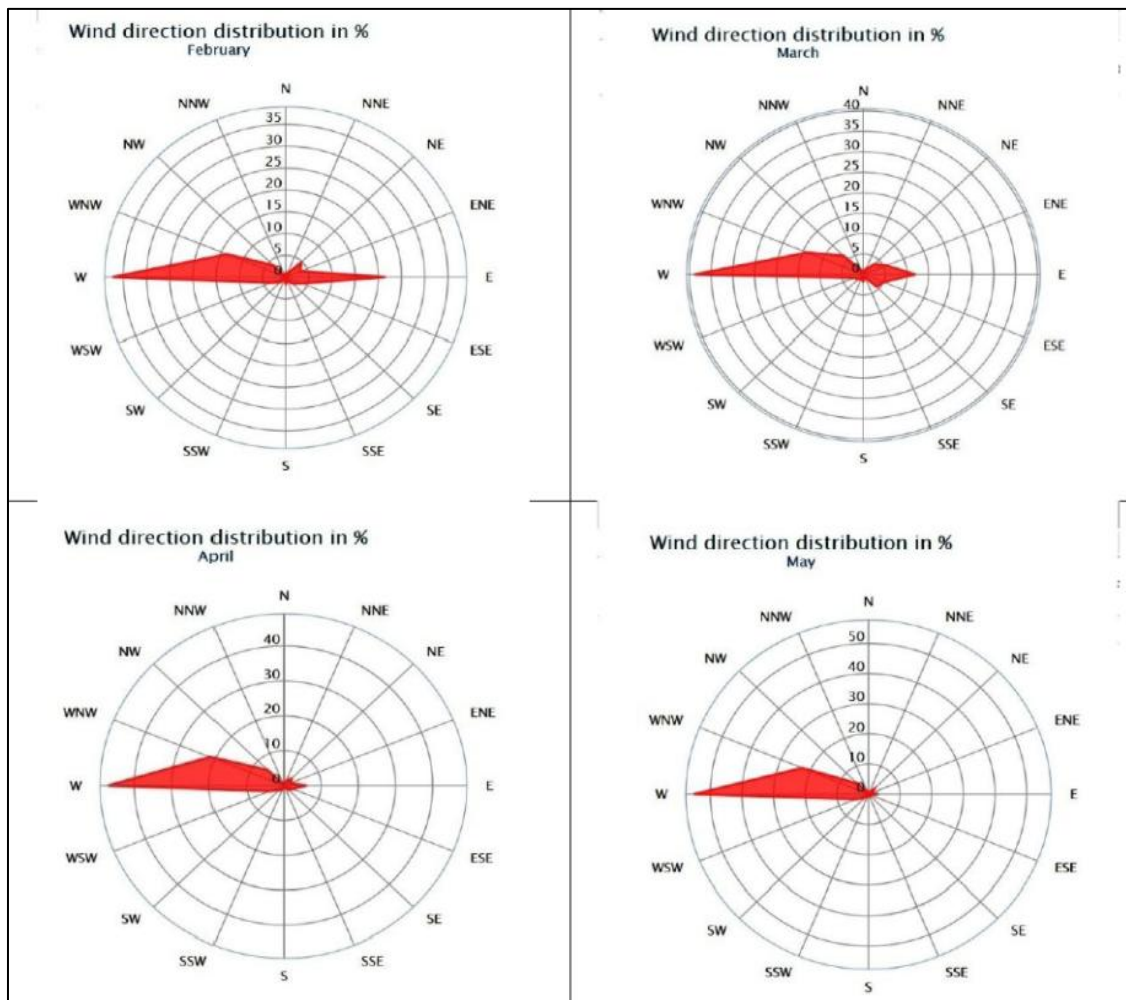 Wind direction distribution in %
February
N
NNW NNE
35
NW 30 NE
25
20
WNW 15 ENE
10
5
0
W E
WSW ESE
SW SE
SSW SSE
S
Wind direction distribution in %
March
N
40
NNW NNE
35
NW 30 NE
25
20
WNW 15 ENE
10
5
0
W E
WSW ESE
SW SE
SSW SSE
S
Wind direction distribution in %
April
N
NNW NNE
40
NW NE
30
20
WNW ENE
10
0
W E
WSW ESE
SW SE
SSW SSE
S
Wind direction distribution in %
May
N
NNW NNE
50
NW 40 NE
30
WNW 20 ENE
10
0
W E
WSW ESE
SW SE
SSW SSE
S